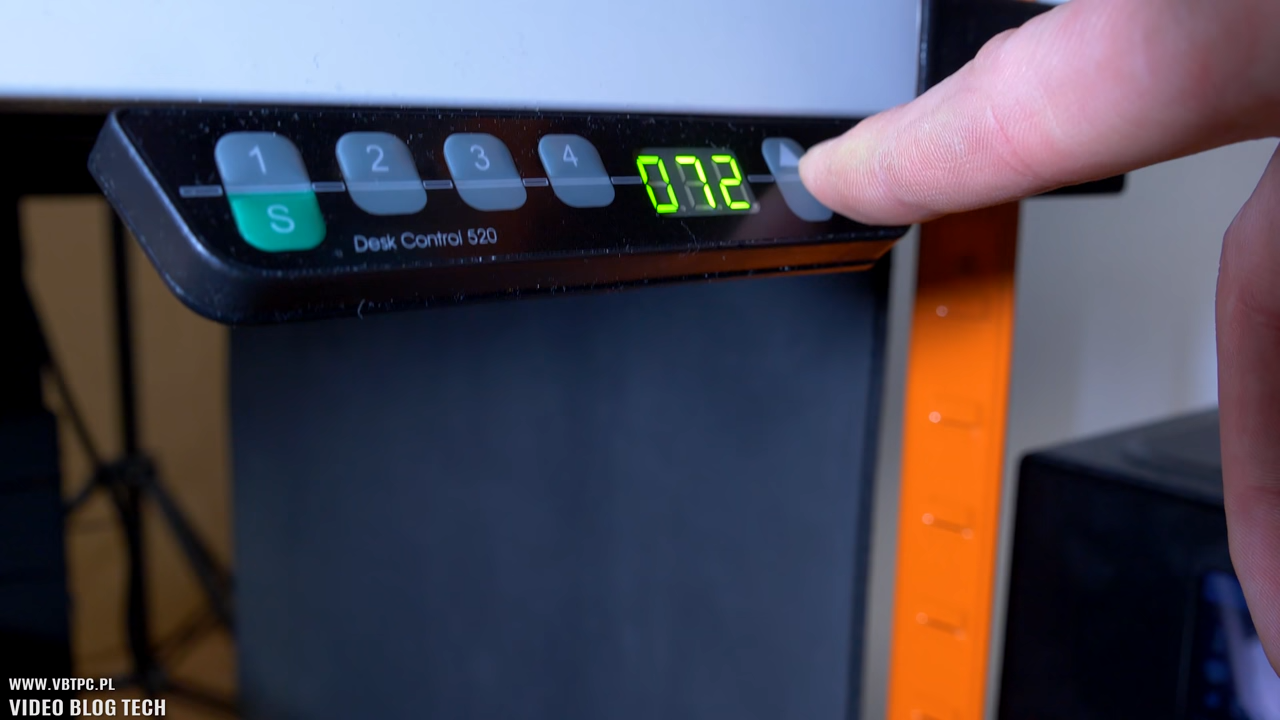 1 2 3 4 072
S
Desk Control 520
WWW.VBTPC.PL
VIDEO BLOG TECH